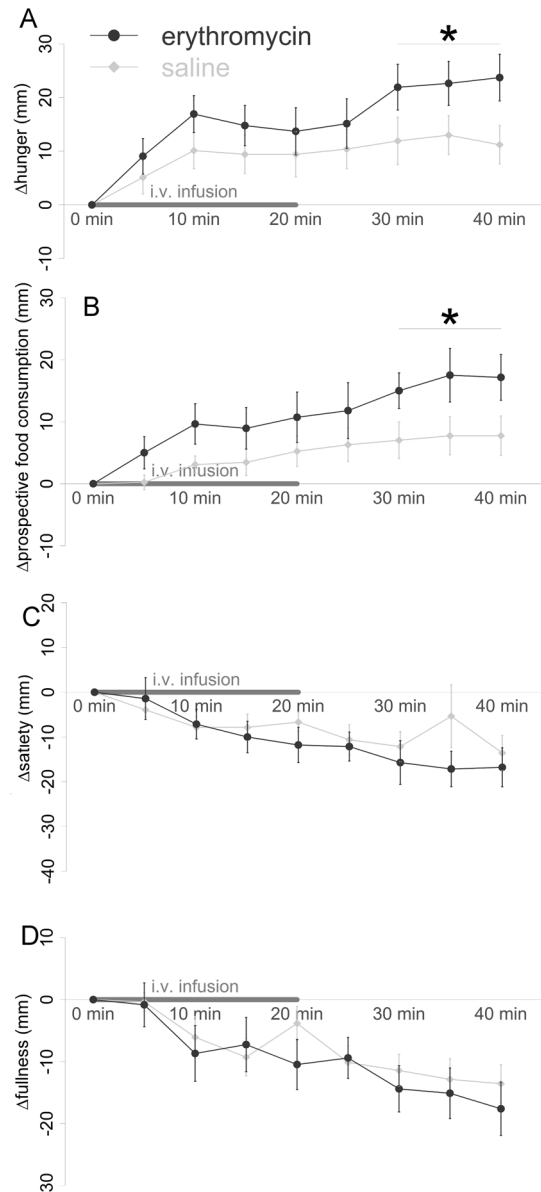 A
erythromycin
saline
*
Δhunger (mm)
30
20
10
0
-10
i.v. infusion
0 min
10 min
20 min
30 min
40 min
B
*
Δprospective food consumption (mm)
30
20
10
0
-10
i.v. infusion
0 min
10 min
20 min
30 min
40 min
C
Δsatiety (mm)
20
10
0
-10
-20
-30
-40
i.v. infusion
0 min
10 min
20 min
30 min
40 min
D
Δfullness (mm)
10
0
-10
-20
30
i.v. infusion
0 min
10 min
20 min
30 min
40 min